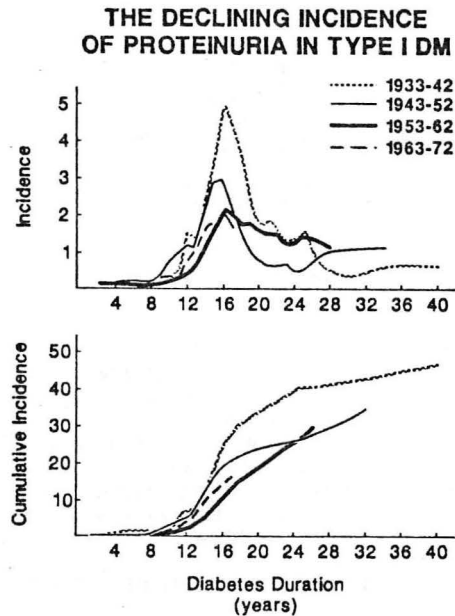 THE DECLINING INCIDENCE
OF PROTEINURIA IN TYPE I DM
1933-42
1943-52
1953-62
1963-72
Incidence
5
4
3
2
1
4 8 12 16 20 24 28 32 36 40
Cumulative Incidence
50
40
30
20
10
4 8 12 16 20 24 28 32 36 40
Diabetes Duration
(years)